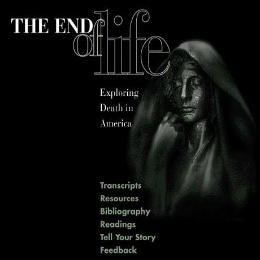 THE END
of life
Exploring
Death in
America
Transcripts
Resources
Bibliography
Readings
Tell Your Story
Feedback